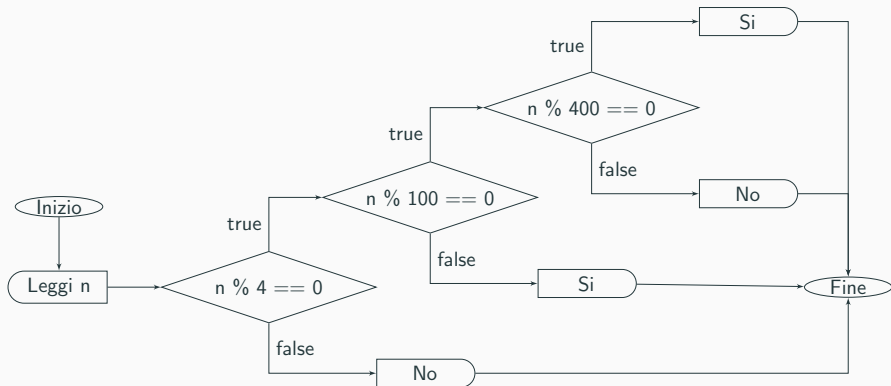 Inizio
Leggi n
n % 4 == 0
true
false
No
n % 100 == 0
true
false
Si
n % 400 == 0
true
false
Si
No
Fine